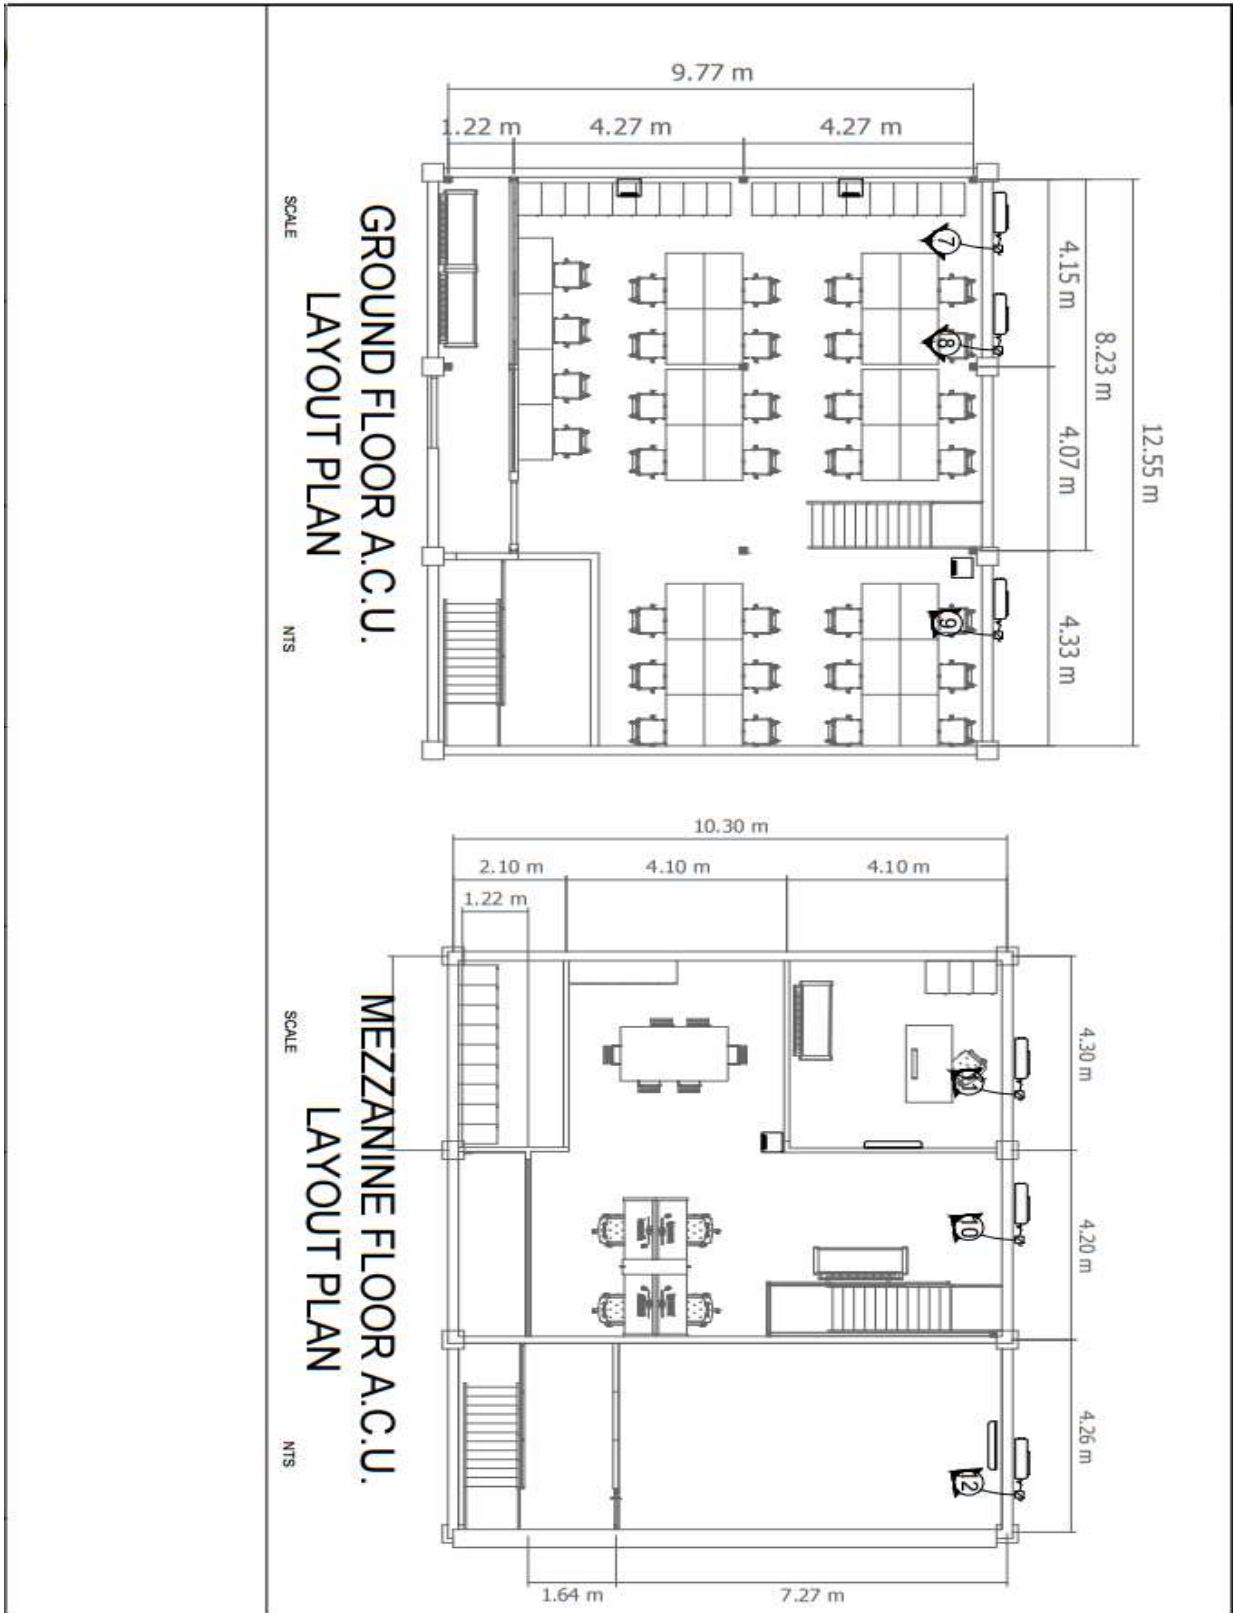 9.77 m
1.22 m
4.27 m
4.27 m
4.15 m
8.23 m
12.55 m
4.07 m
4.33 m
7
8
9
GROUND FLOOR A.C.U.
LAYOUT PLAN
SCALE
NTS
10.30 m
2.10 m
4.10 m
4.10 m
1.22 m
4.30 m
4.20 m
4.26 m
10
12
1.64 m
7.27 m
MEZZANINE FLOOR A.C.U.
LAYOUT PLAN
SCALE
NTS